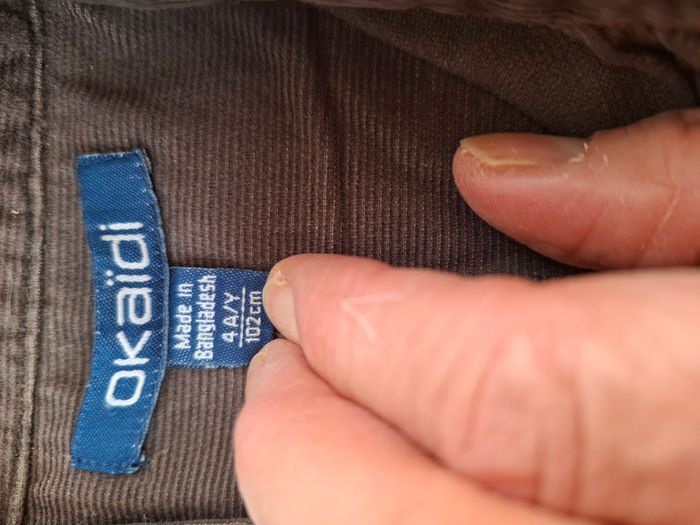 okaïdi
Made in
Bangladesh
4 A/Y
102cm